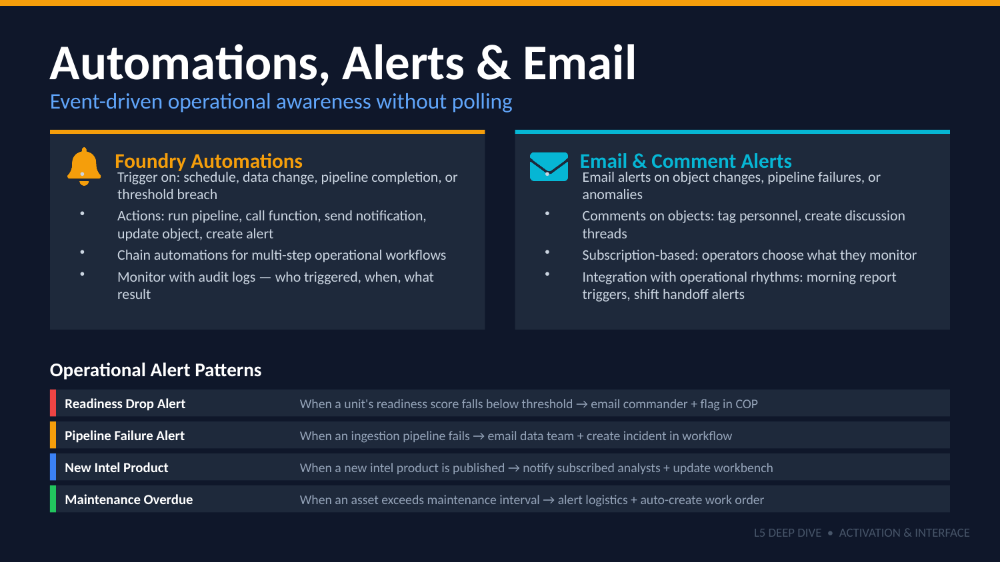 Automations, Alerts & Email
Event-driven operational awareness without polling
Foundry Automations
• Trigger on: schedule, data change, pipeline completion, or
threshold breach
• Actions: run pipeline, call function, send notification,
update object, create alert
• Chain automations for multi-step operational workflows
• Monitor with audit logs — who triggered, when, what
result
Email & Comment Alerts
• Email alerts on object changes, pipeline failures, or
anomalies
• Comments on objects: tag personnel, create discussion
threads
• Subscription-based: operators choose what they monitor
• Integration with operational rhythms: morning report
triggers, shift handoff alerts
Operational Alert Patterns
Readiness Drop Alert When a unit's readiness score falls below threshold → email commander + flag in COP
Pipeline Failure Alert When an ingestion pipeline fails → email data team + create incident in workflow
New Intel Product When a new intel product is published → notify subscribed analysts + update workbench
Maintenance Overdue When an asset exceeds maintenance interval → alert logistics + auto-create work order
L5 DEEP DIVE • ACTIVATION & INTERFACE